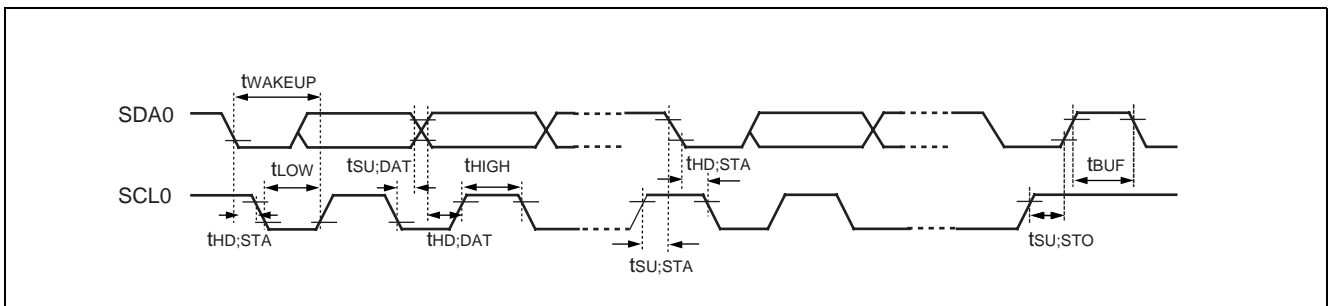 tWAKEUP
SDA0
tLOW
tSU;DAT
tHIGH
tHD;STA
tBUF
SCL0
tHD;STA
tHD;DAT
tSU;STA
tSU;STO